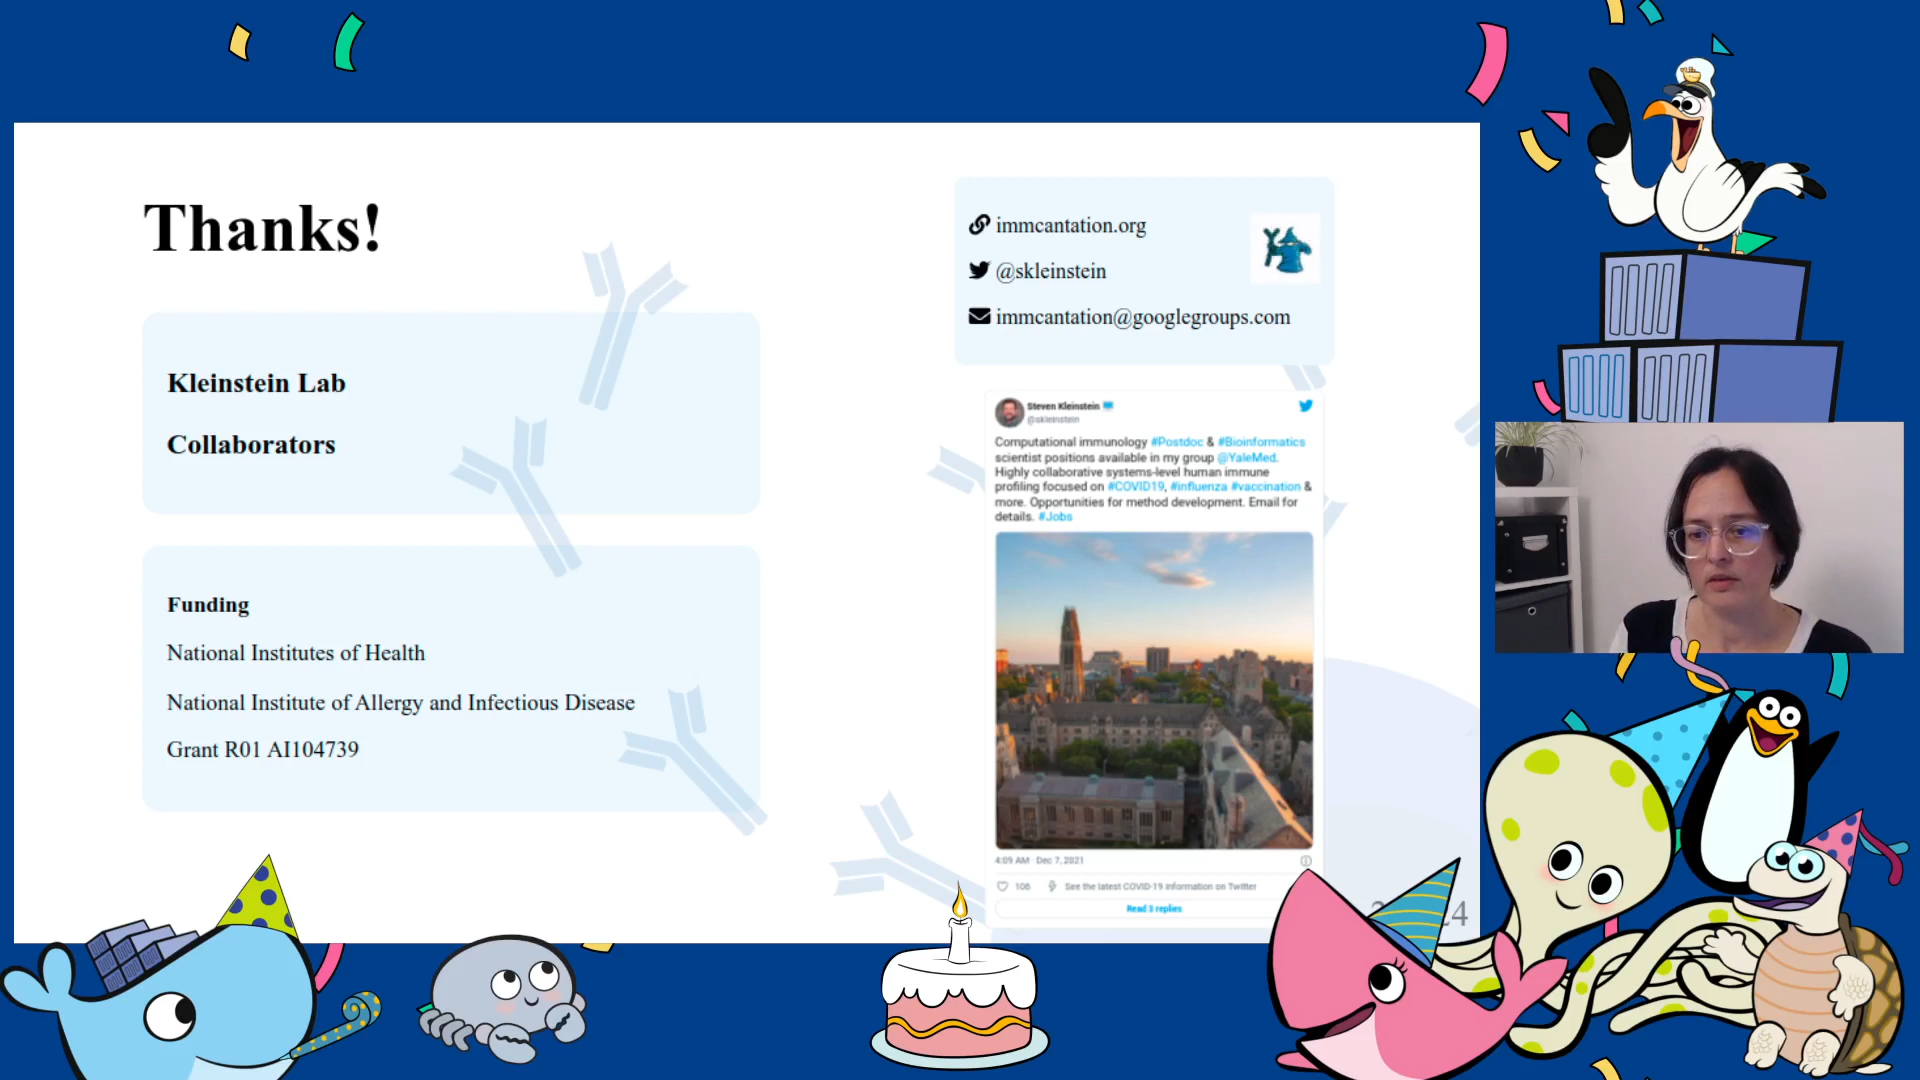 Thanks!
Kleinstein Lab
Collaborators
Funding
National Institutes of Health
National Institute of Allergy and Infectious Disease
Grant R01 AI104739
immcantation.org
@skleinstein
immcantation@googlegroups.com
Steven Kleinstein
@skleinstein
Computational immunology #Postdoc & #Bioinformatics
scientist positions available in my group @YaleMed.
Highly collaborative systems-level human immune
profiling focused on #COVID19, #influenza #vaccination &
more. Opportunities for method development. Email for
details. #Jobs
4:09 AM · Dec 7, 2021
106 See the latest COVID-19 information on Twitter
Read 3 replies